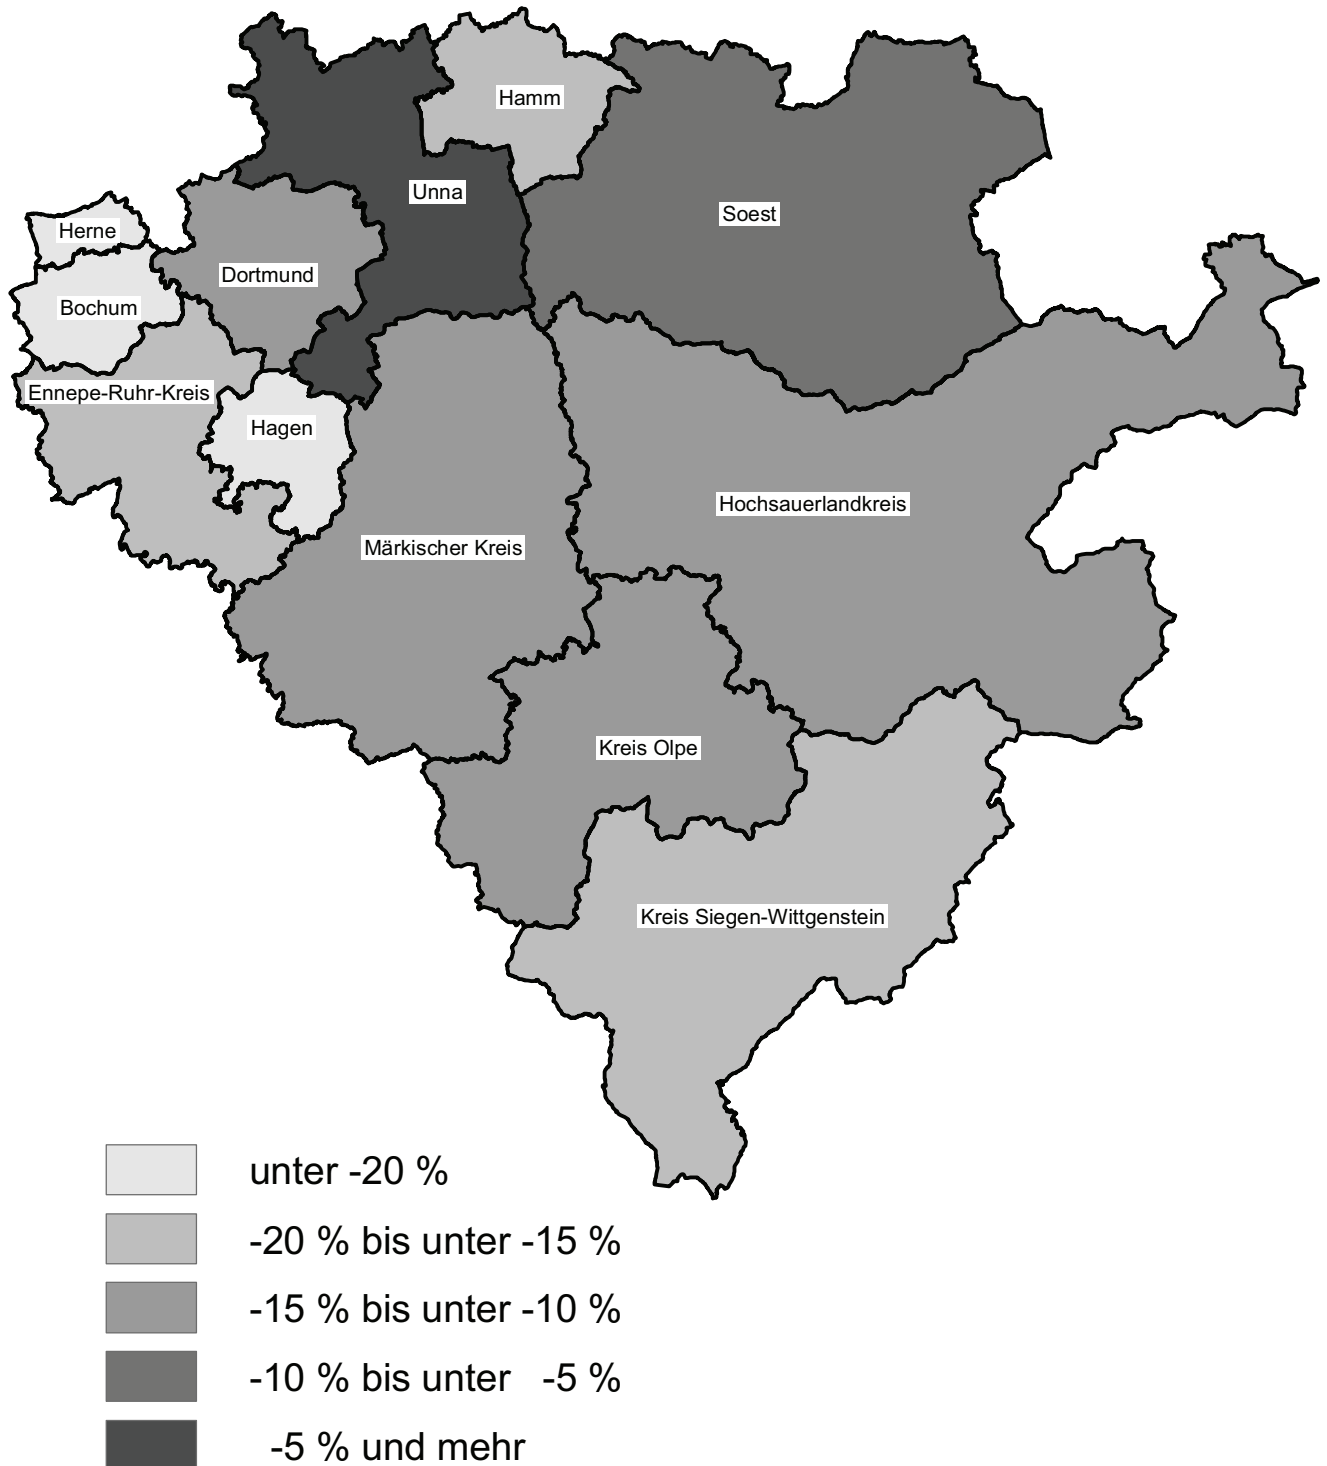 Hamm
Unna
Soest
Herne
Dortmund
Bochum
Ennepe-Ruhr-Kreis
Hagen
Hochsauerlandkreis
Märkischer Kreis
Kreis Olpe
Kreis Siegen-Wittgenstein
unter -20 %
-20 % bis unter -15 %
-15 % bis unter -10 %
-10 % bis unter -5 %
-5 % und mehr